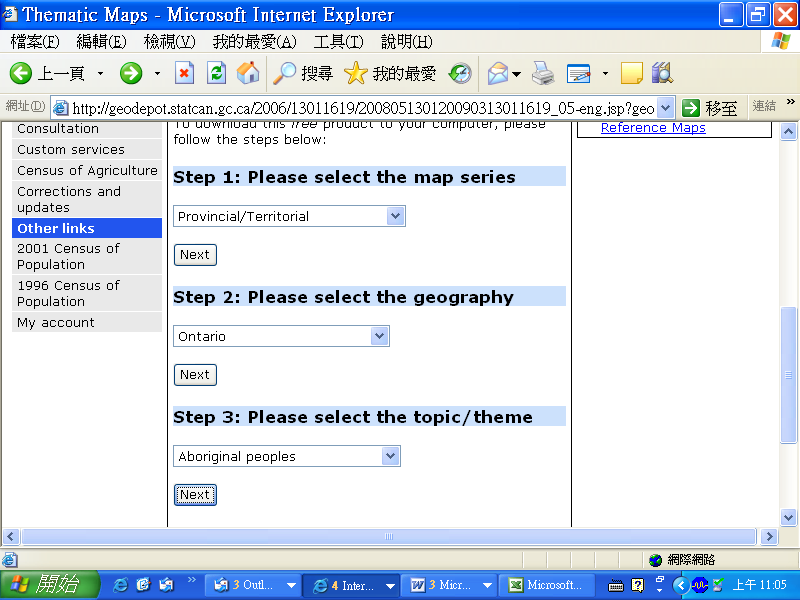 Thematic Maps - Microsoft Internet Explorer
檔案(F) 編輯(E) 檢視(V) 我的最愛(A) 工具(T) 說明(H)
上一頁 搜尋 我的最愛
網址(D) http://geodepot.statcan.gc.ca/2006/13011619/200805130120090313011619_05-eng.jsp?geo 移至 連結 »
Consultation
Custom services
Census of Agriculture
Corrections and
updates
Other links
2001 Census of
Population
1996 Census of
Population
My account
To download this free product to your computer, please
follow the steps below:
Step 1: Please select the map series
Provincial/Territorial
Next
Step 2: Please select the geography
Ontario
Next
Step 3: Please select the topic/theme
Aboriginal peoples
Next
Reference Maps
網際網路
開始 » 3 Outl... 4 Inter... 3 Micr... Microsoft... 上午 11:05